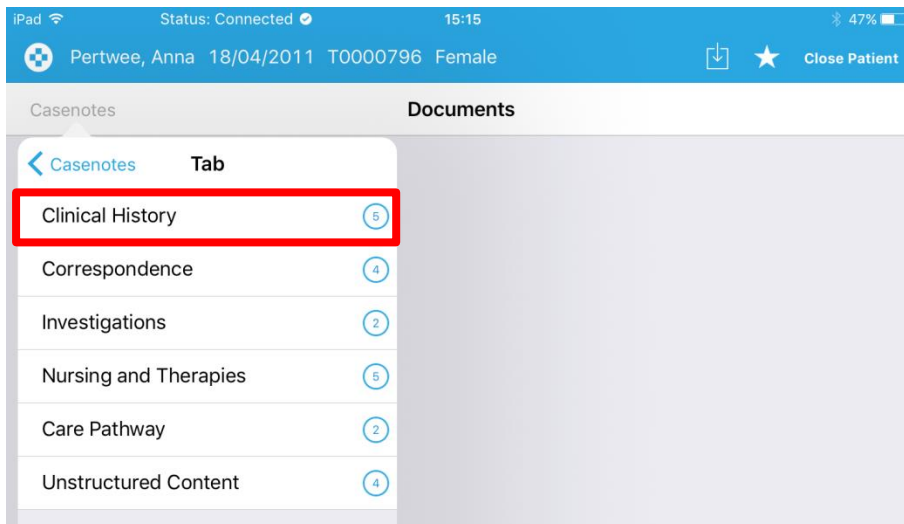 iPad Status: Connected 15:15 47%
Pertwee, Anna 18/04/2011 T0000796 Female Close Patient
Casenotes Documents
Casenotes Tab
Clinical History 5
Correspondence 4
Investigations 2
Nursing and Therapies 5
Care Pathway 2
Unstructured Content 4